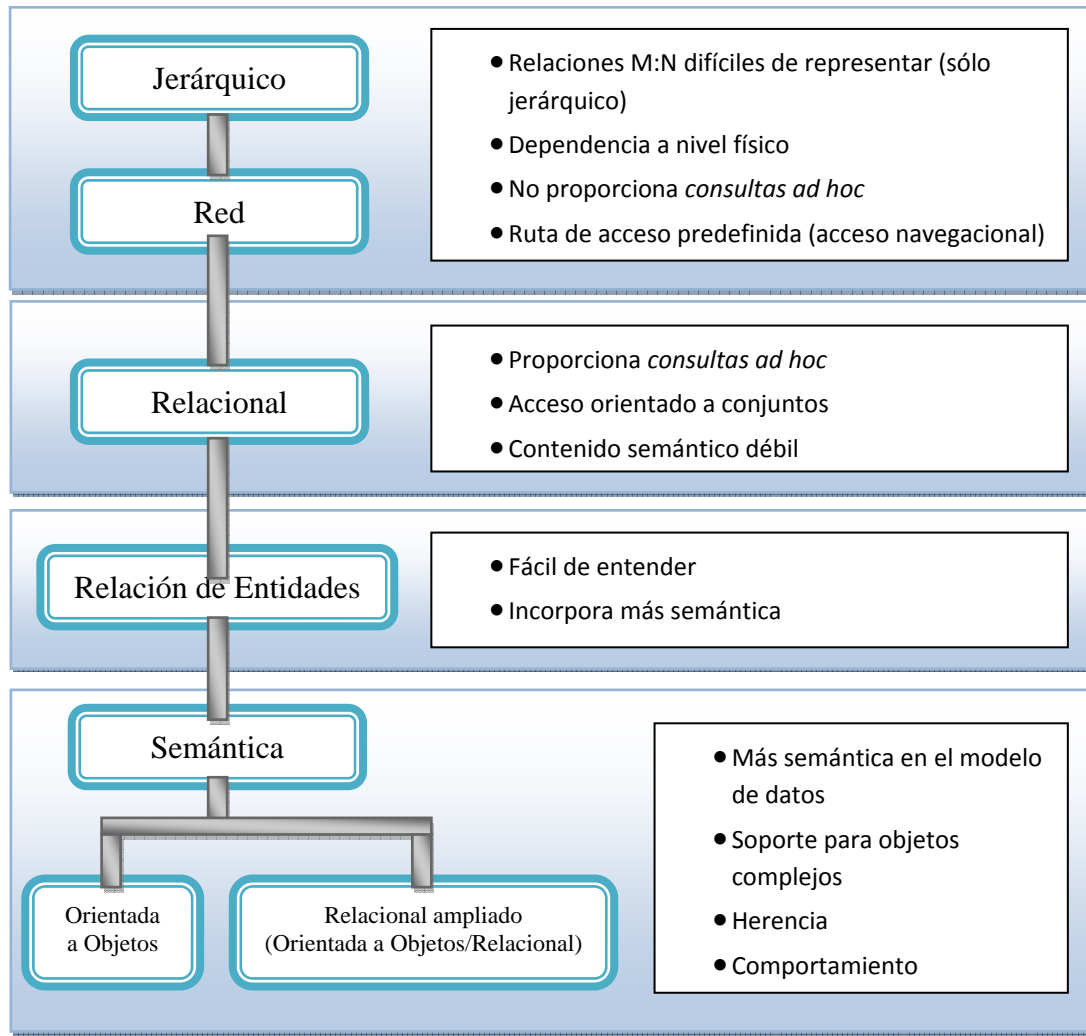 Jerárquico
Red
• Relaciones M:N difíciles de representar (sólo
jerárquico)
• Dependencia a nivel físico
• No proporciona consultas ad hoc
• Ruta de acceso predefinida (acceso navegacional)
Relacional
• Proporciona consultas ad hoc
• Acceso orientado a conjuntos
• Contenido semántico débil
Relación de Entidades
• Fácil de entender
• Incorpora más semántica
Semántica
Orientada
a Objetos
Relacional ampliado
(Orientada a Objetos/Relacional)
• Más semántica en el modelo
de datos
• Soporte para objetos
complejos
• Herencia
• Comportamiento